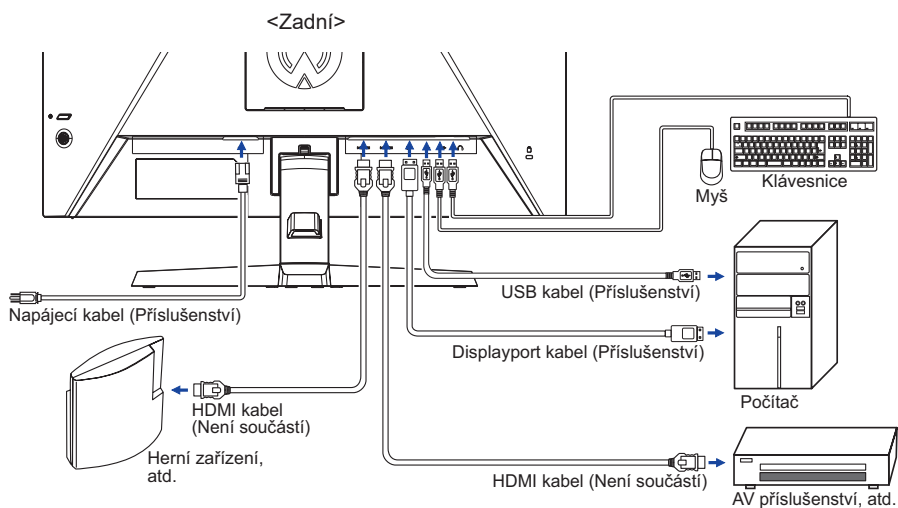 <Zadní>
Klávesnice
Myš
USB kabel (Příslušenství)
Napájecí kabel (Příslušenství)
Displayport kabel (Příslušenství)
Počítač
HDMI kabel
(Není součástí)
Herní zařízení,
atd.
HDMI kabel (Není součástí)
AV příslušenství, atd.